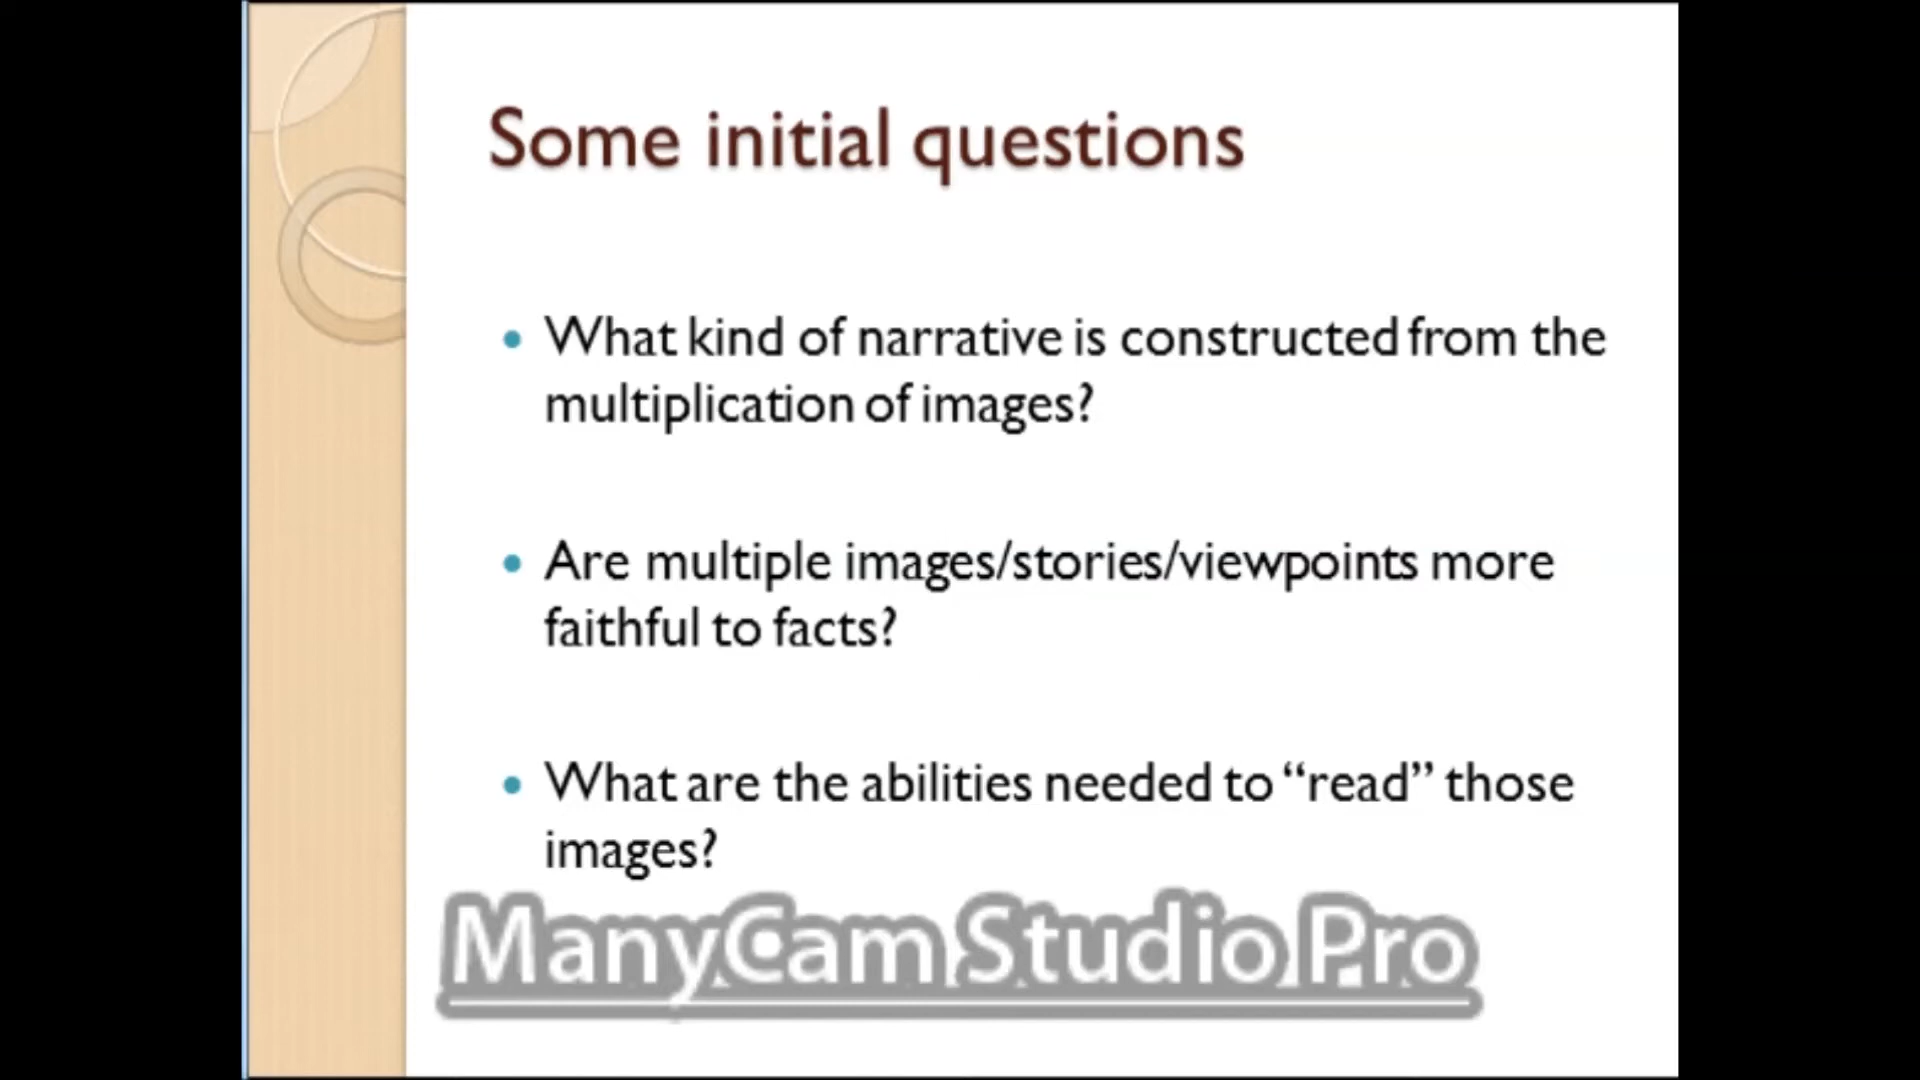 Some initial questions
• What kind of narrative is constructed from the
multiplication of images?
• Are multiple images/stories/viewpoints more
faithful to facts?
• What are the abilities needed to “read” those
images?
ManyCam Studio Pro